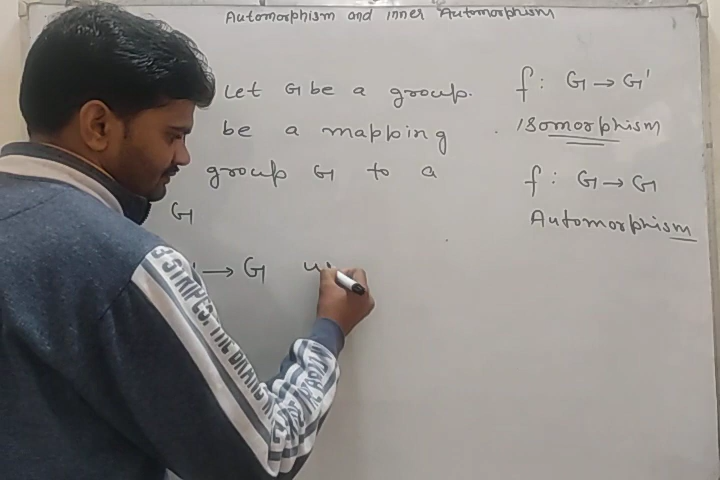 Automorphism and inner Automorphism
Let G be a group.
be a mapping
group G to a
G
→ G
f: G → G'
Isomorphism
f: G → G
Automorphism